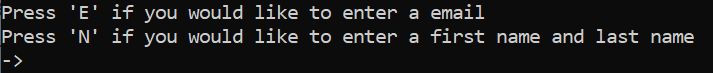 Press 'E' if you would like to enter a email
Press 'N' if you would like to enter a first name and last name
->